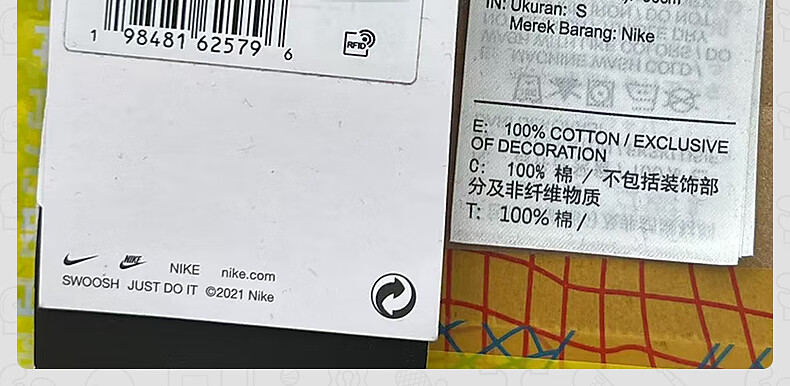 1 98481 62579 6
RFID
NIKE
NIKE nike.com
SWOOSH JUST DO IT ©2021 Nike
IN: Ukuran: S
Merek Barang: Nike
E: 100% COTTON / EXCLUSIVE
OF DECORATION
C: 100% 棉 / 不包括装饰部
分及非纤维物质
T: 100% 棉 /